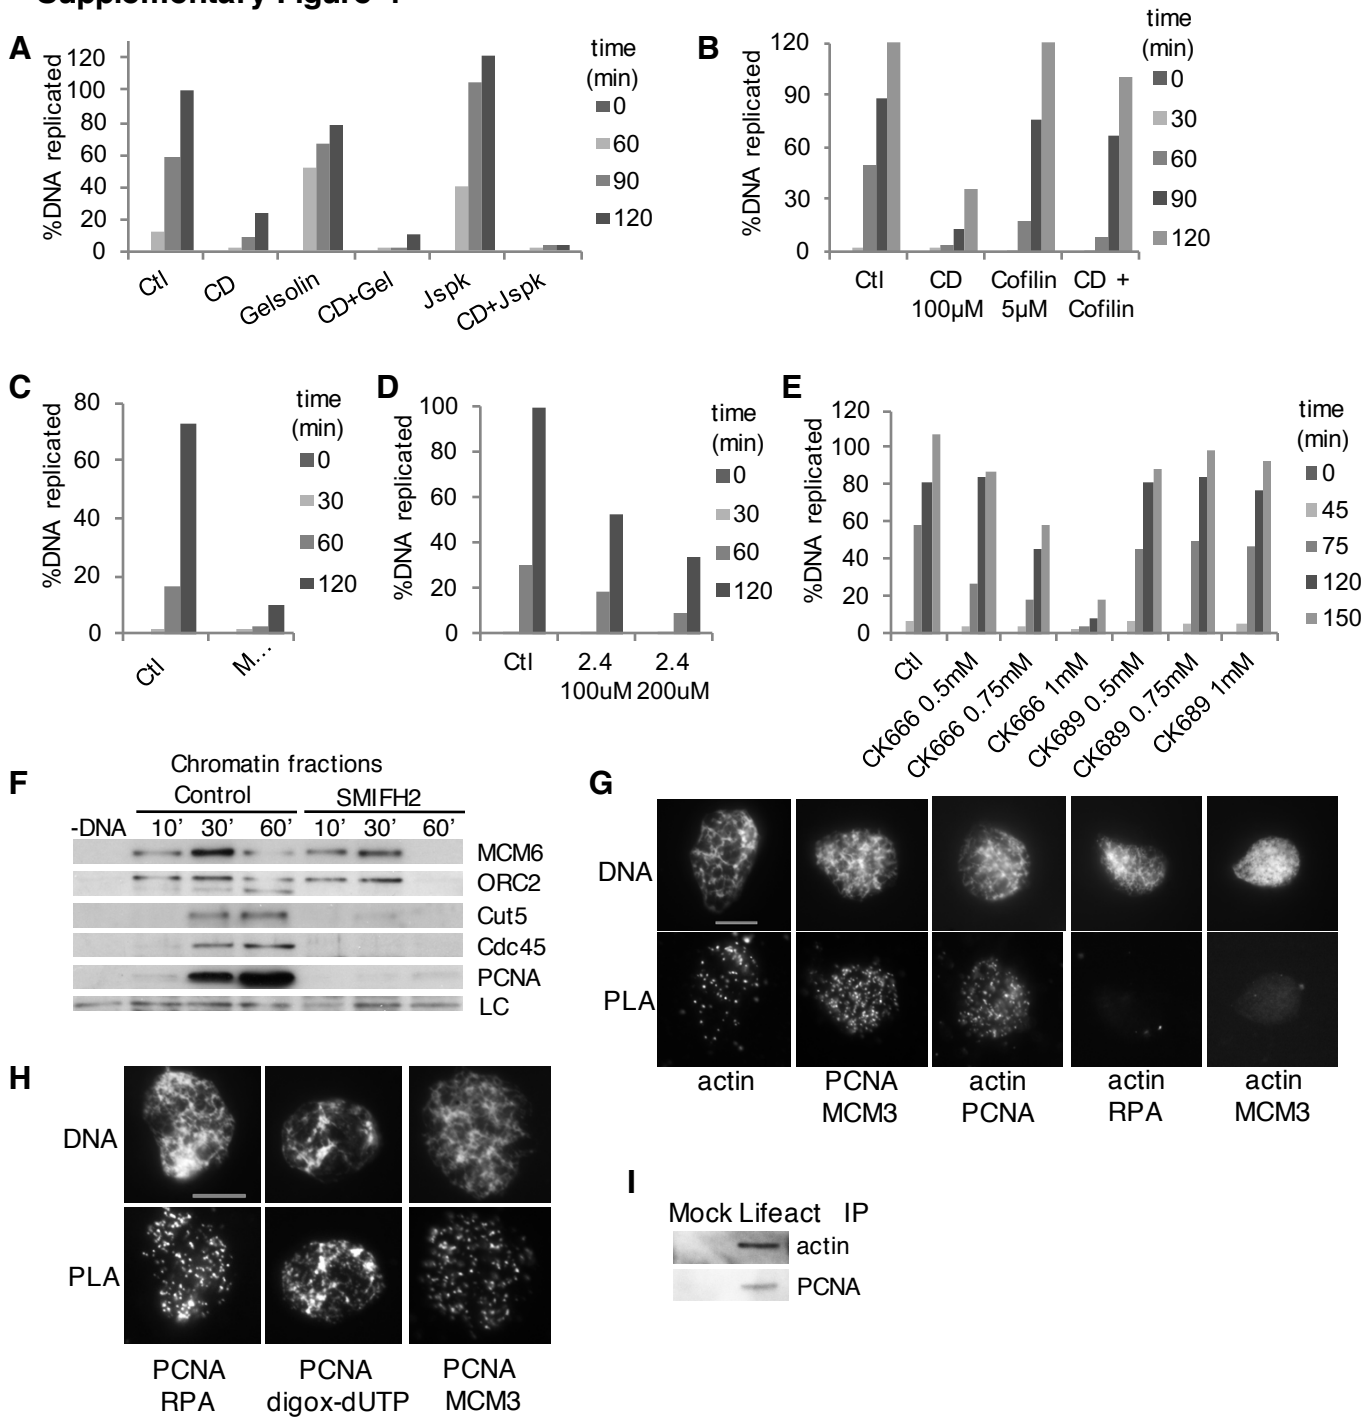 Supplementary Figure
A
%DNA replicated
120
100
80
60
40
20
0
Ctl
CD
Gelsolin
CD+Gel
Jspk
CD+Jspk
time
(min)
0
60
90
120
B
%DNA replicated
120
90
60
30
0
Ctl
CD
100µM
Cofilin
5µM
CD +
Cofilin
time
(min)
0
30
60
90
120
C
%DNA replicated
80
60
40
20
0
Ctl
M...
time
(min)
0
30
60
120
D
%DNA replicated
100
80
60
40
20
0
Ctl
2.4
100uM
2.4
200uM
time
(min)
0
30
60
120
E
%DNA replicated
120
100
80
60
40
20
0
Ctl
CK666 0.5mM
CK666 0.75mM
CK666 1mM
CK689 0.5mM
CK689 0.75mM
CK689 1mM
time
(min)
0
45
75
120
150
F
Chromatin fractions
Control SMIFH2
-DNA 10' 30' 60' 10' 30' 60'
MCM6
ORC2
Cut5
Cdc45
PCNA
LC
G
DNA
PLA
actin
PCNA
MCM3
actin
PCNA
actin
RPA
actin
MCM3
H
DNA
PLA
PCNA
RPA
PCNA
digox-dUTP
PCNA
MCM3
I
Mock Lifeact IP
actin
PCNA